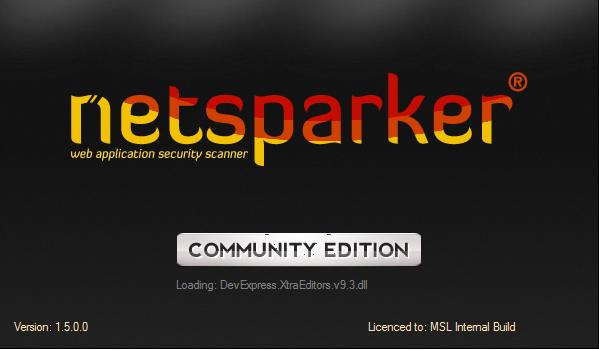 netsparker®
web application security scanner
COMMUNITY EDITION
Loading: DevExpress.XtraEditors.v9.3.dll
Version: 1.5.0.0 Licenced to: MSL Internal Build